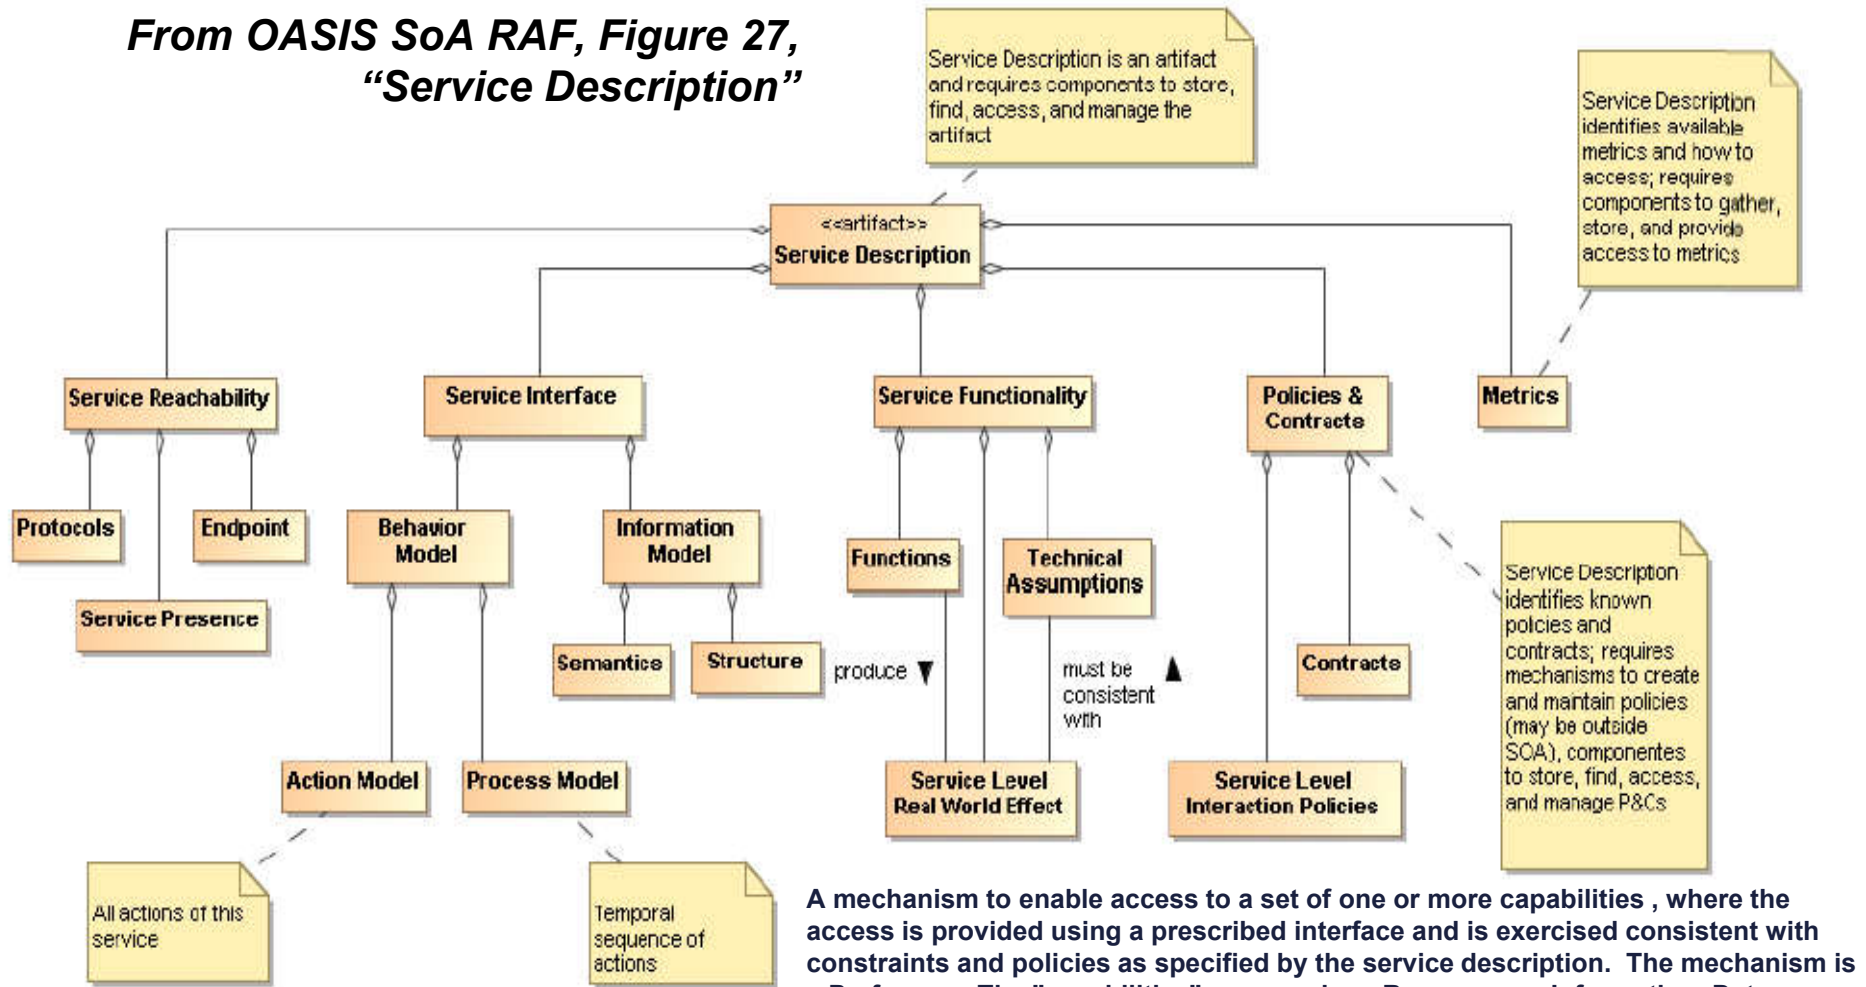 From OASIS SoA RAF, Figure 27,
“Service Description”
Service Description is an artifact
and requires components to store,
find, access, and manage the
artifact
Service Description
identifies available
metrics and how to
access; requires
components to gather,
store, and provide
access to metrics
<<artifact>>
Service Description
Service Reachability
Service Interface
Service Functionality
Policies &
Contracts
Metrics
Protocols
Endpoint
Service Presence
Behavior
Model
Information
Model
Functions
Technical
Assumptions
Semantics
Structure
produce ▼
must be ▲
consistent
with
Contracts
Service Description
identifies known
polcies and
contracts; requires
mechanisms to create
and maintain policies
(may be outside
SOA), componentes
to store, find, access,
and manage P&Cs
Action Model
Process Model
Service Level
Real World Effect
Service Level
Interaction Policies
All actions of this
service
Temporal
sequence of
actions
A mechanism to enable access to a set of one or more capabilities , where the
access is provided using a prescribed interface and is exercised consistent with
constraints and policies as specified by the service description.  The mechanism is